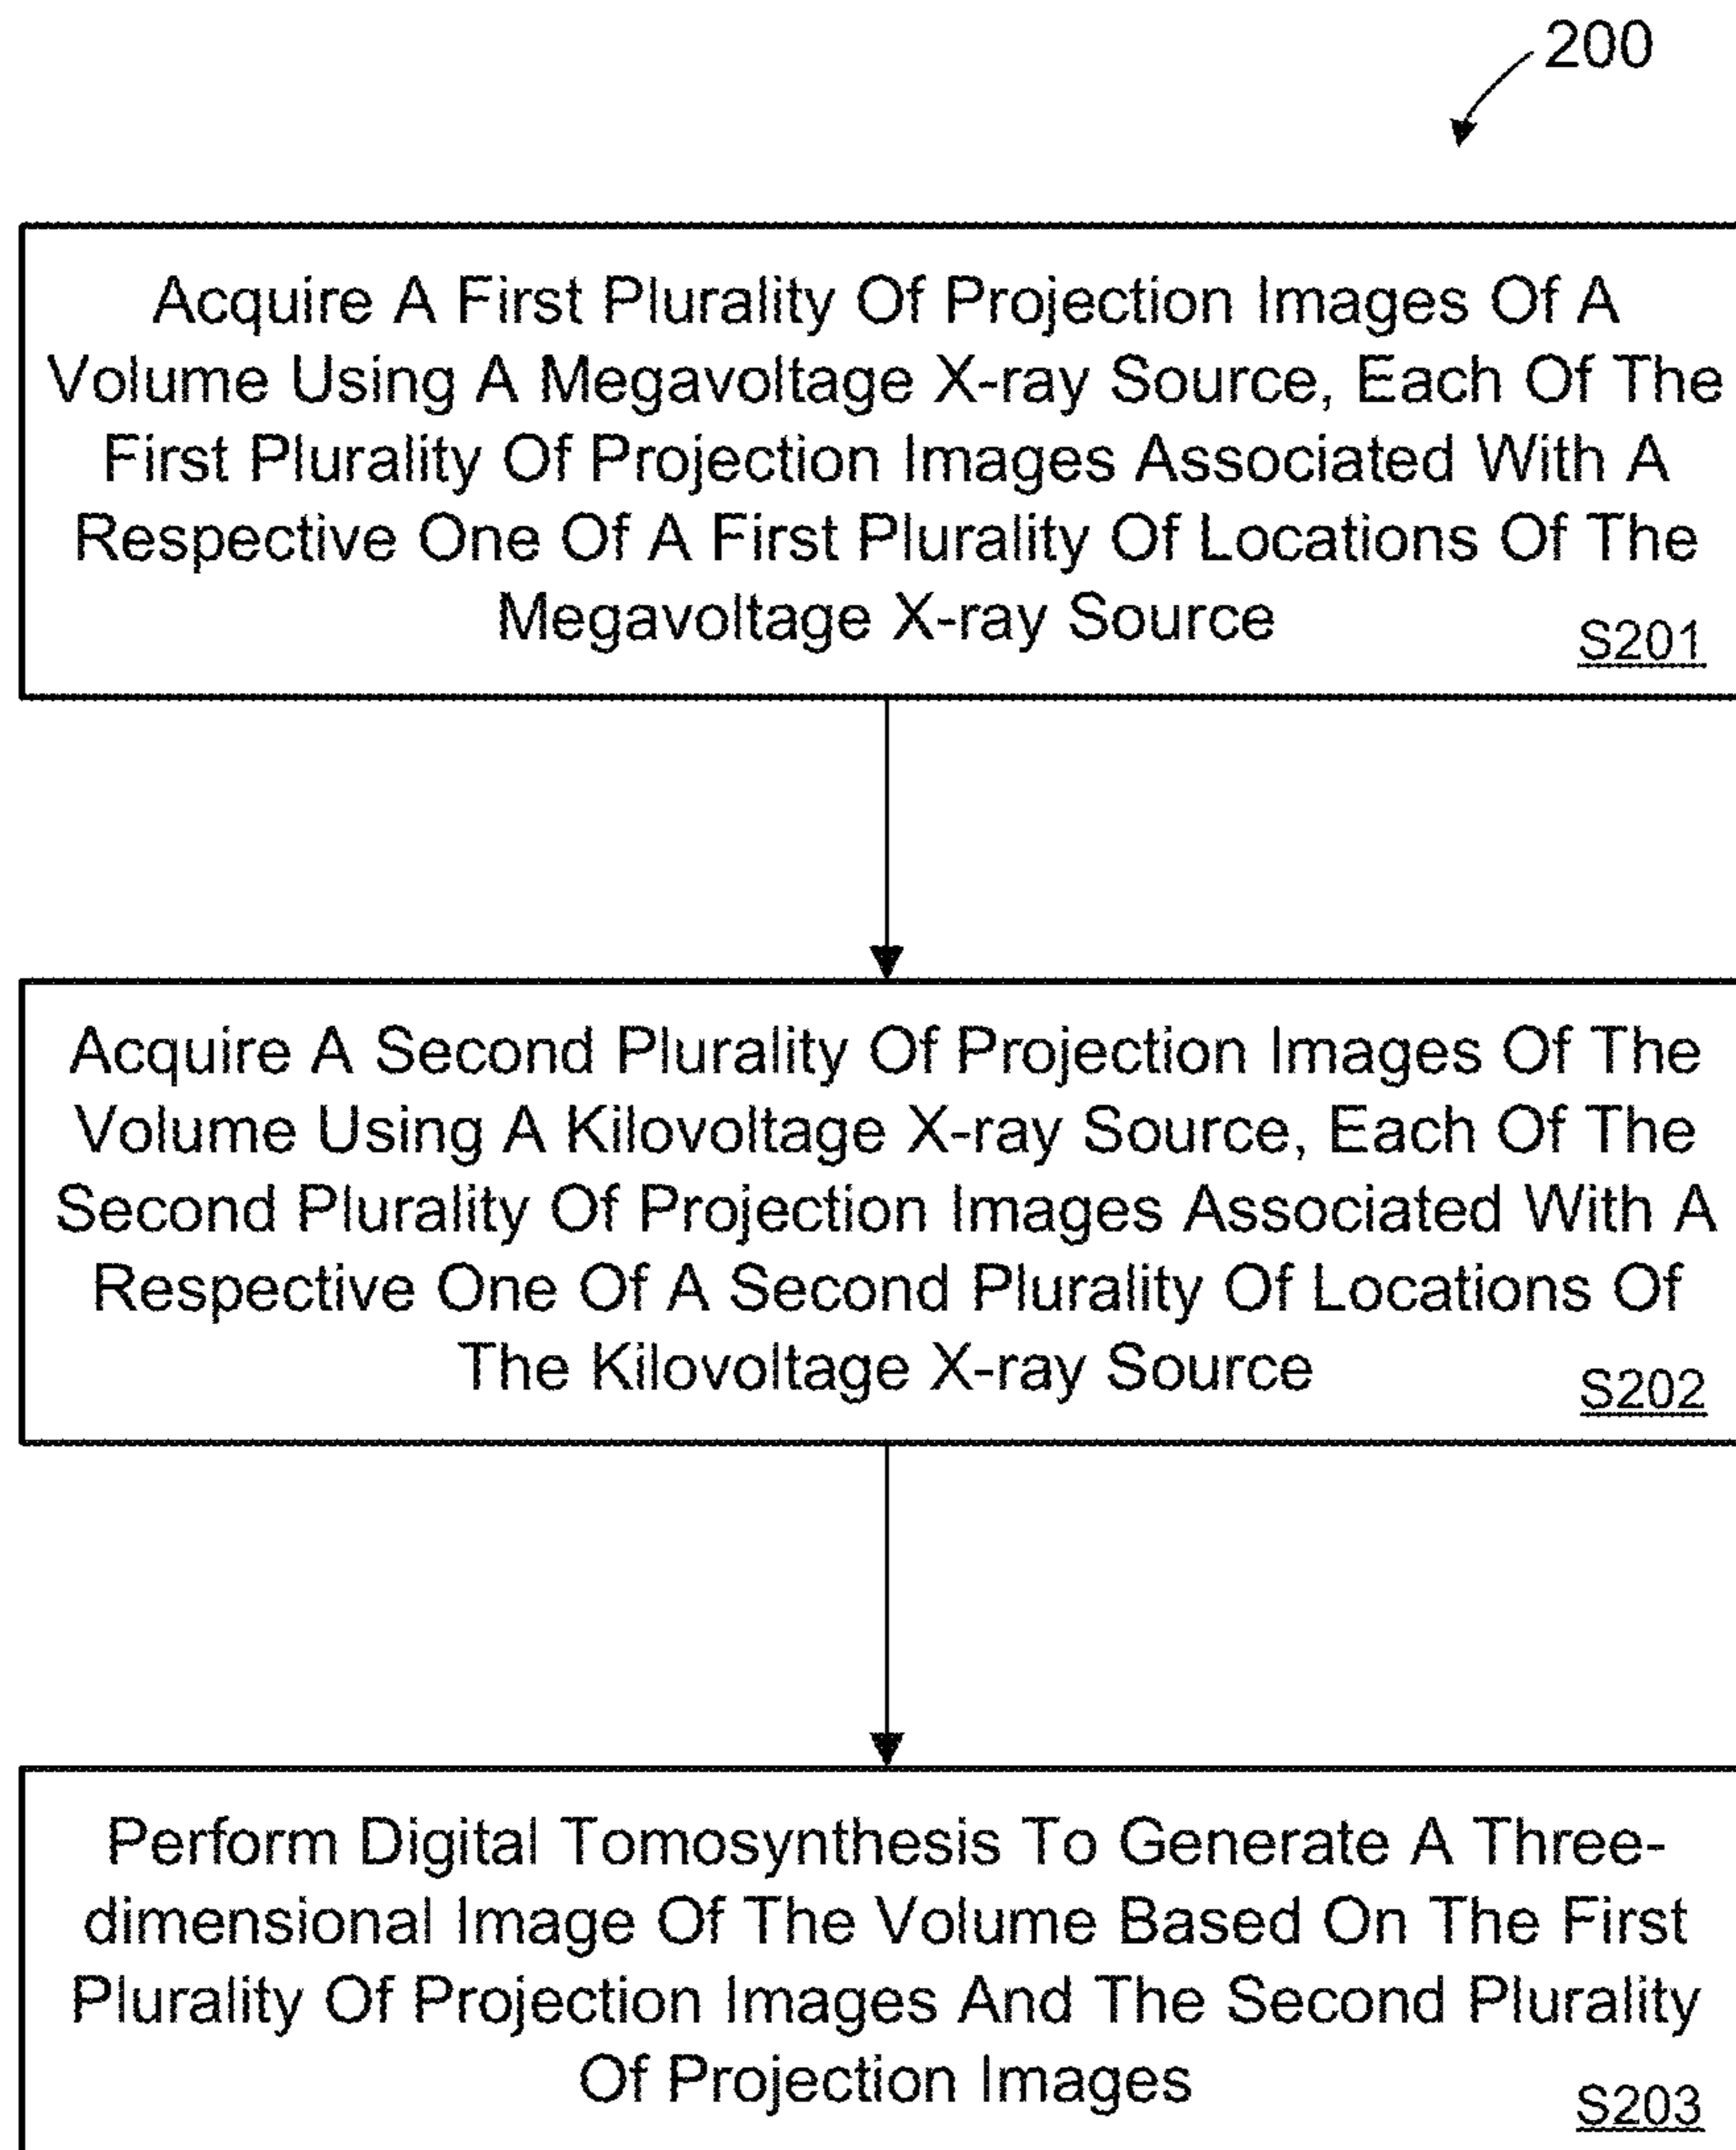 200
Acquire A First Plurality Of Projection Images Of A
Volume Using A Megavoltage X-ray Source, Each Of The
First Plurality Of Projection Images Associated With A
Respective One Of A First Plurality Of Locations Of The
Megavoltage X-ray Source
S201
Acquire A Second Plurality Of Projection Images Of The
Volume Using A Kilovoltage X-ray Source, Each Of The
Second Plurality Of Projection Images Associated With A
Respective One Of A Second Plurality Of Locations Of
The Kilovoltage X-ray Source
S202
Perform Digital Tomosynthesis To Generate A Three-
dimensional Image Of The Volume Based On The First
Plurality Of Projection Images And The Second Plurality
Of Projection Images
S203